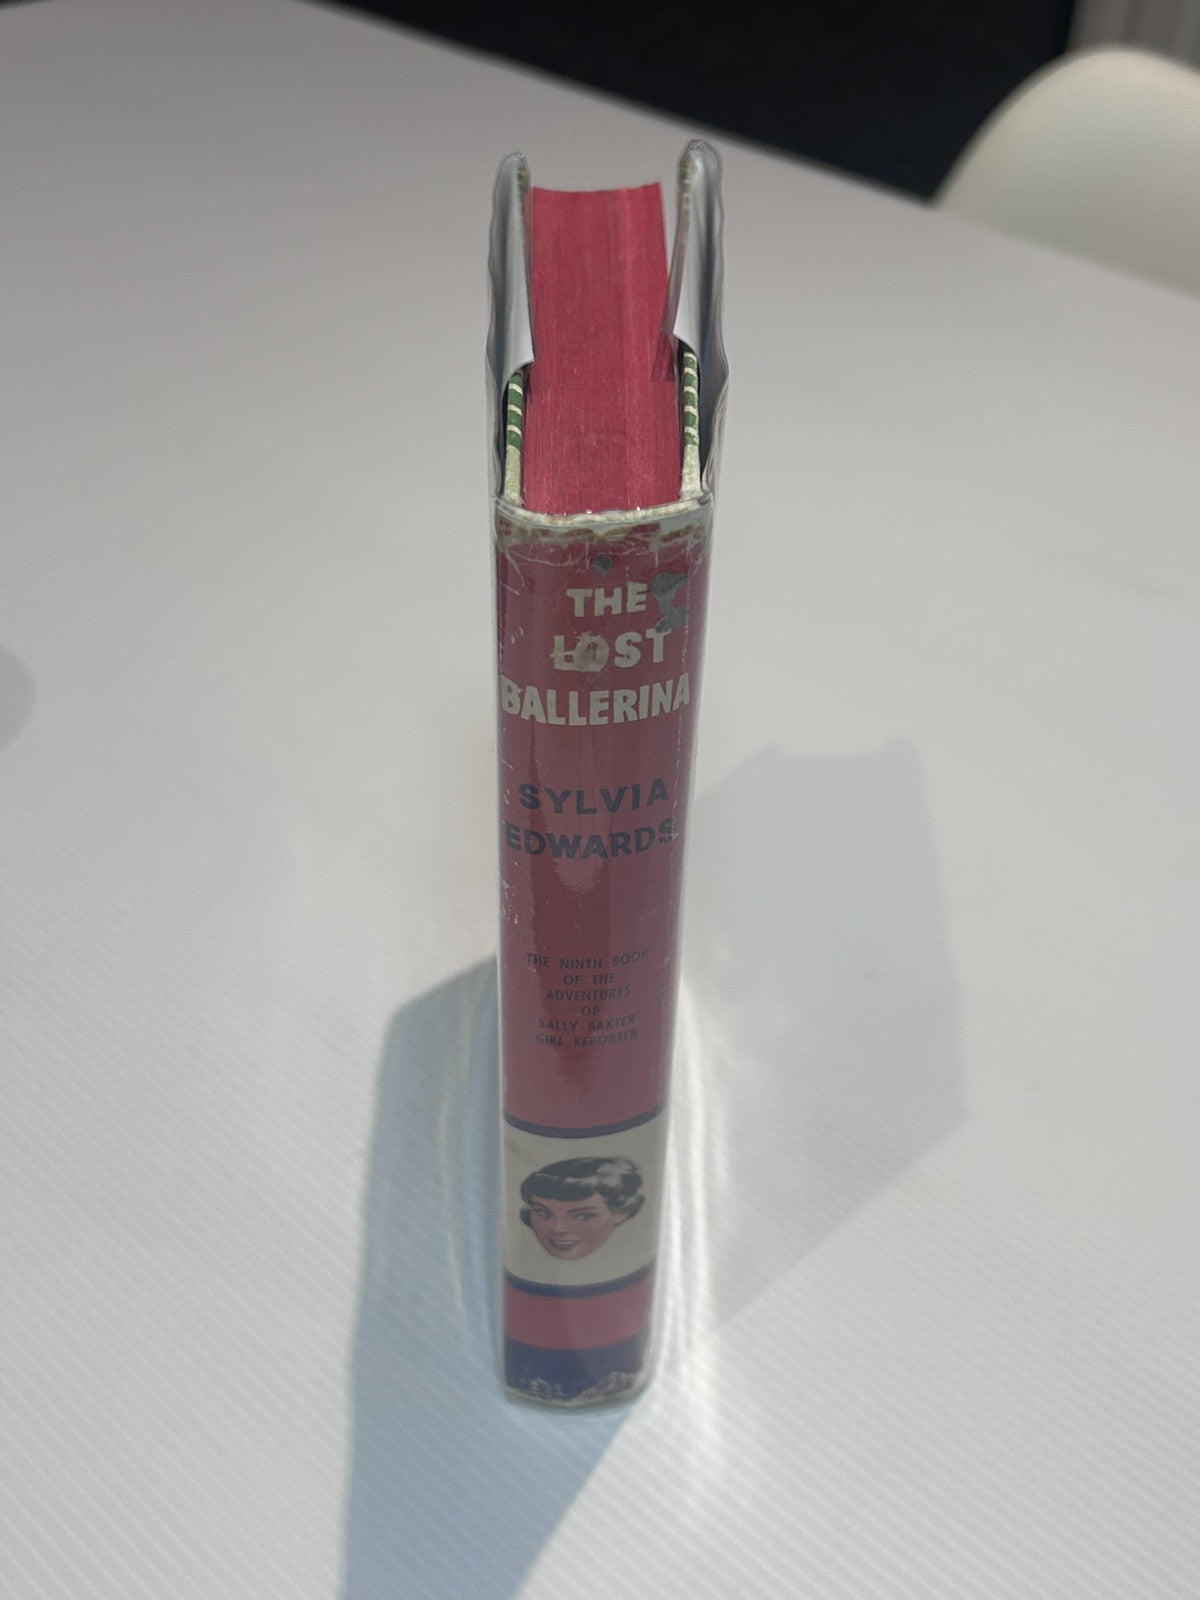 THE
LOST
BALLERINA
SYLVIA
EDWARDS
THE NINTH BOOK
OF THE
ADVENTURES
OF
SALLY BAXTER
GIRL REPORTER